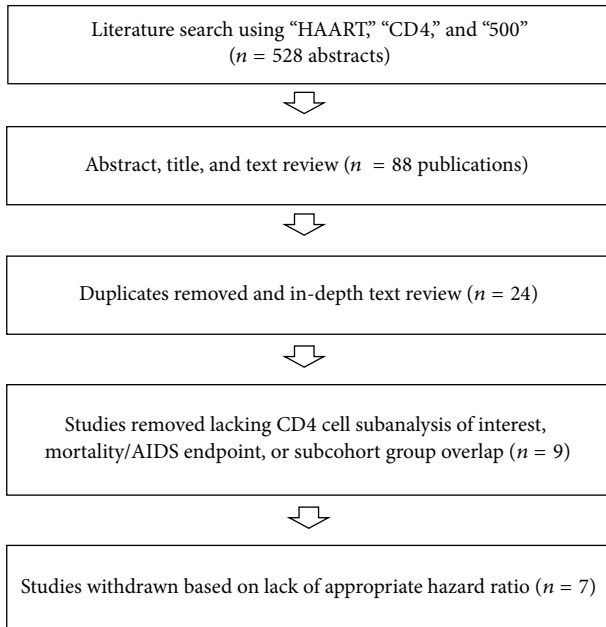 Literature search using “HAART,” “CD4,” and “500”
(n = 528 abstracts)
Abstract, title, and text review (n = 88 publications)
Duplicates removed and in-depth text review (n = 24)
Studies removed lacking CD4 cell subanalysis of interest,
mortality/AIDS endpoint, or subcohort group overlap (n = 9)
Studies withdrawn based on lack of appropriate hazard ratio (n = 7)